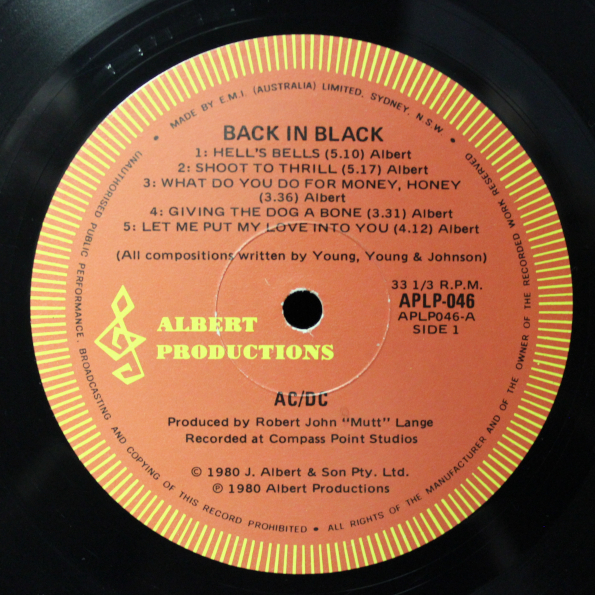 MADE BY E.M.I. (AUSTRALIA) LIMITED, SYDNEY, N.S.W.
BACK IN BLACK
1: HELL'S BELLS (5.10) Albert
2: SHOOT TO THRILL (5.17) Albert
3: WHAT DO YOU DO FOR MONEY, HONEY
(3.36) Albert
4: GIVING THE DOG A BONE (3.31) Albert
5: LET ME PUT MY LOVE INTO YOU (4.12) Albert
(All compositions written by Young, Young & Johnson)
33 1/3 R.P.M.
APLP-046
APLP046-A
SIDE 1
ALBERT
PRODUCTIONS
AC/DC
Produced by Robert John "Mutt" Lange
Recorded at Compass Point Studios
© 1980 J. Albert & Son Pty. Ltd.
℗ 1980 Albert Productions
UNAUTHORISED PUBLIC PERFORMANCE, BROADCASTING AND COPYING OF THIS RECORD PROHIBITED • ALL RIGHTS OF THE MANUFACTURER AND OF THE OWNER OF THE RECORDED WORK RESERVED